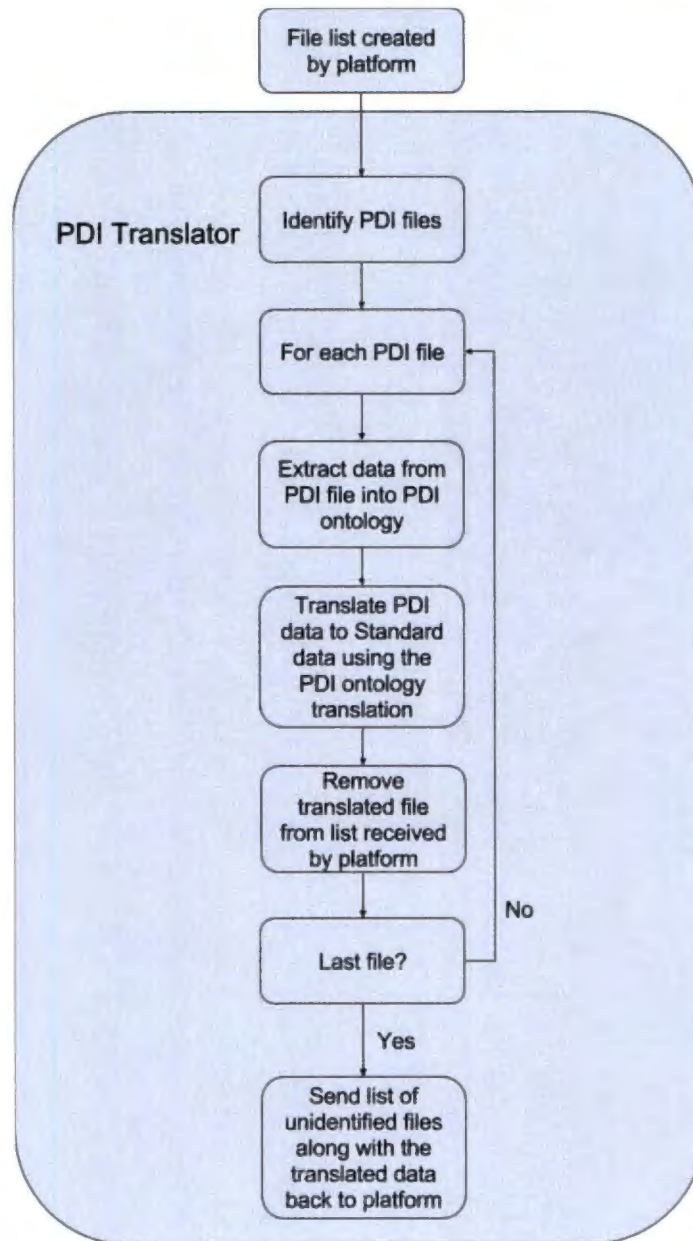 File list created
by platform
PDI Translator
Identify PDI files
For each PDI file
Extract data from
PDI file into PDI
ontology
Translate PDI
data to Standard
data using the
PDI ontology
translation
Remove
translated file
from list received
by platform
No
Last file?
Yes
Send list of
unidentified files
along with the
translated data
back to platform